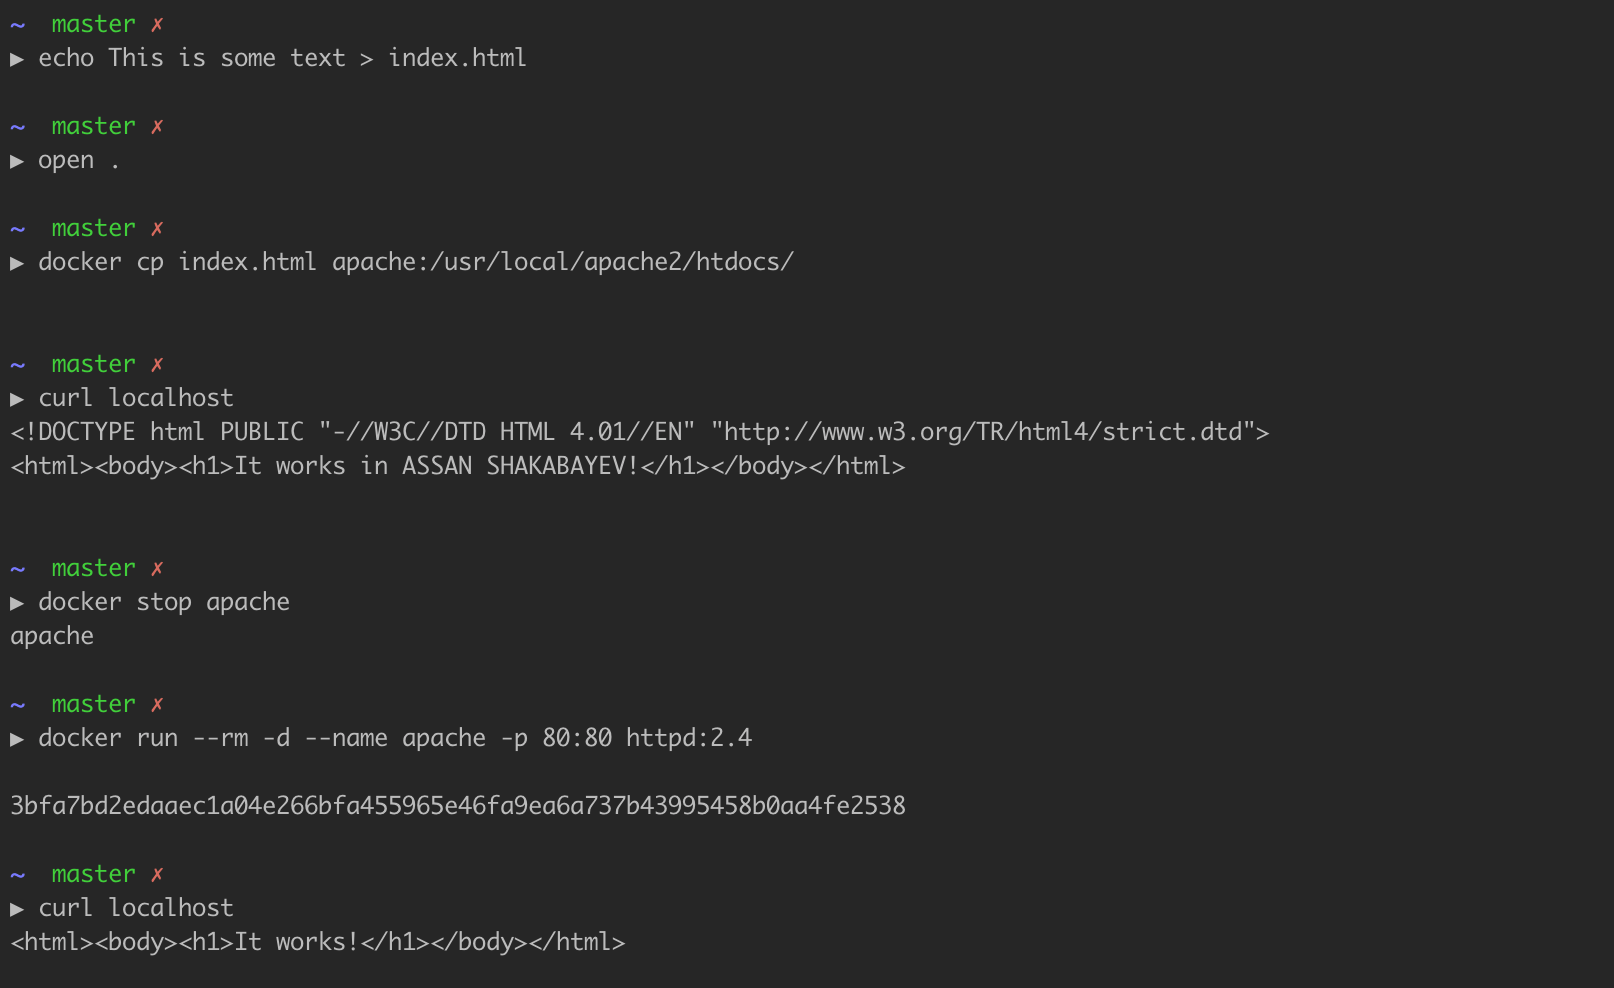 ~  master ✗
▶ echo This is some text > index.html
~  master ✗
▶ open .
~  master ✗
▶ docker cp index.html apache:/usr/local/apache2/htdocs/
~  master ✗
▶ curl localhost
<!DOCTYPE html PUBLIC "-//W3C//DTD HTML 4.01//EN" "http://www.w3.org/TR/html4/strict.dtd">
<html><body><h1>It works in ASSAN SHAKABAYEV!</h1></body></html>
~  master ✗
▶ docker stop apache
apache
~  master ✗
▶ docker run --rm -d --name apache -p 80:80 httpd:2.4
3bfa7bd2edaaec1a04e266bfa455965e46fa9ea6a737b43995458b0aa4fe2538
~  master ✗
▶ curl localhost
<html><body><h1>It works!</h1></body></html>